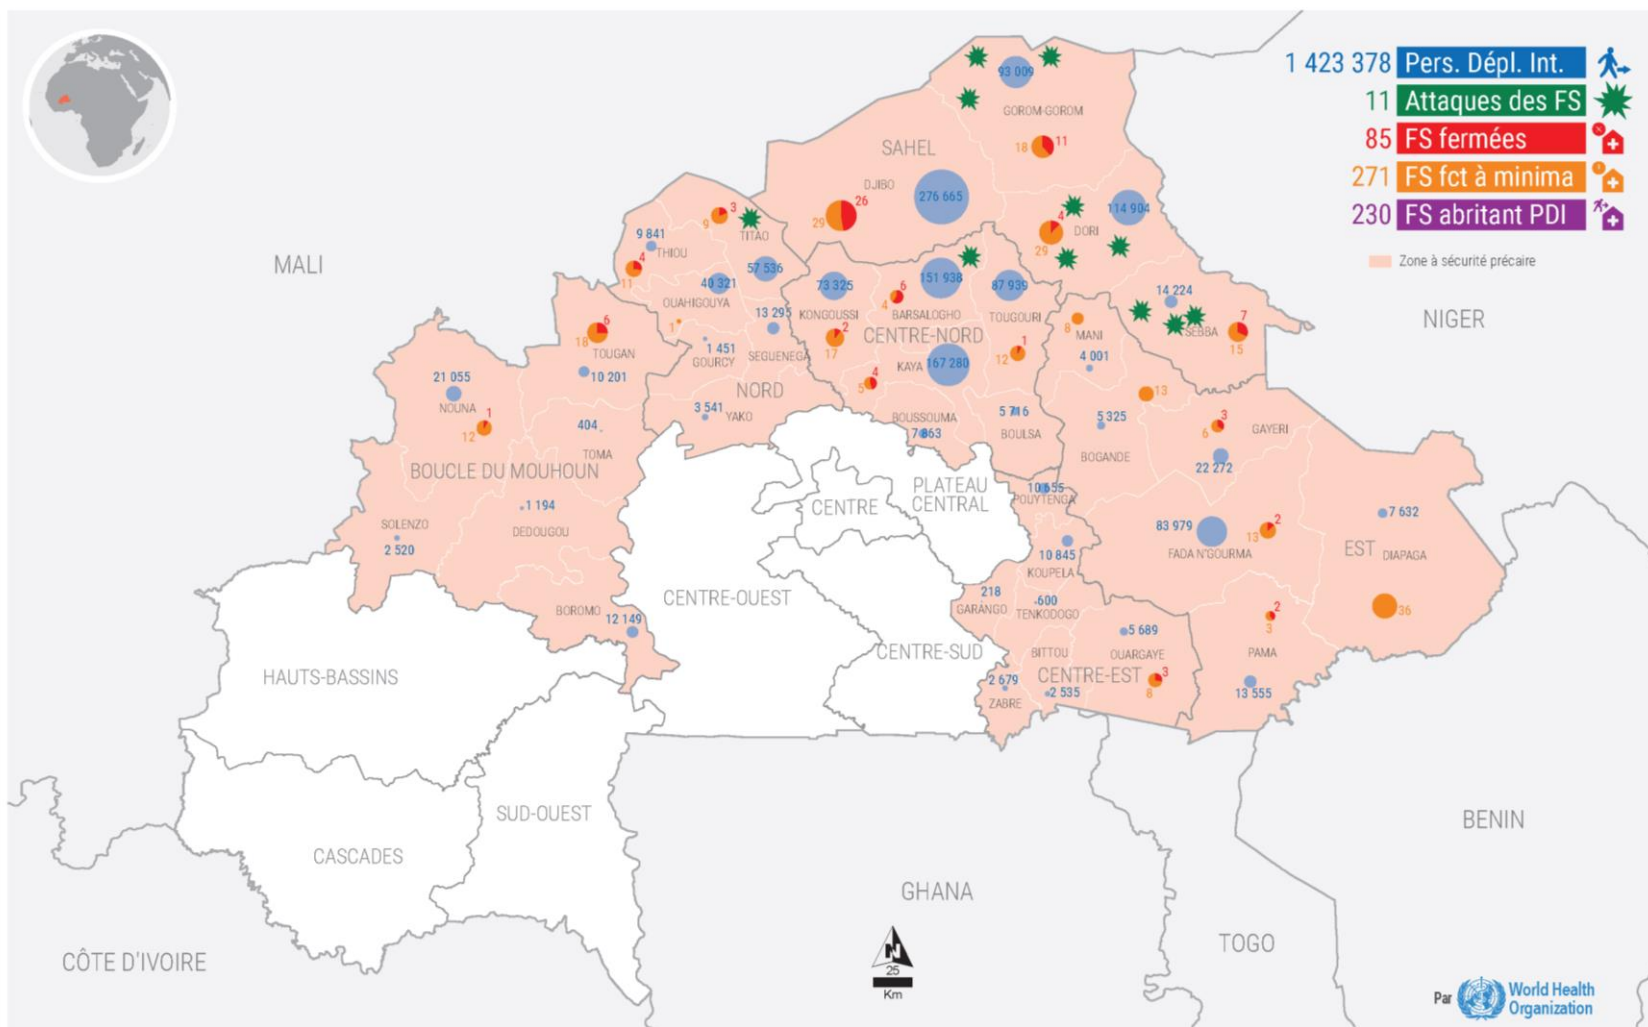 1 423 378 Pers. Dépl. Int.
11 Attaques des FS
85 FS fermées
271 FS fct à minima
230 FS abritant PDI
Zone à sécurité précaire
93 009
GOROM-GOROM
18
11
SAHEL
DJIBO
276 665
26
29
114 904
4
DORI
29
14 224
SEBBA
7
15
3
9
TITAO
9 841
THIOU
4
11
57 536
40 321
OUAHIGOUYA
1
13 295
SEGUENEGA
1 451
GOURCY
NORD
3 541
YAKO
73 325
KONGOUSSI
2
17
151 938
6
4
BARSALOGHO
CENTRE-NORD
87 939
TOUGOURI
1
12
KAYA
167 280
4
5
BOUSSOUMA
7 863
5 716
BOULSA
8
MANI
4 001
13
5 325
BOGANDE
3
6
GAYERI
22 272
83 979
FADA N'GOURMA
2
13
EST
7 632
DIAPAGA
36
2
3
PAMA
13 555
6
18
TOUGAN
10 201
21 055
NOUNA
1
12
404
TOMA
BOUCLE DU MOUHOUN
1 194
DEDOUGOU
SOLENZO
2 520
BOROMO
12 149
10 655
POUYTENGA
10 845
KOUPELA
218
GARANGO
600
TENKODOGO
BITTOU
2 535
5 689
OUARGAYE
CENTRE-EST
3
8
2 679
ZABRE
PLATEAU
CENTRAL
CENTRE
CENTRE-OUEST
CENTRE-SUD
HAUTS-BASSINS
SUD-OUEST
CASCADES
MALI
NIGER
BENIN
TOGO
GHANA
CÔTE D'IVOIRE
N
25
Km
Par World Health
Organization